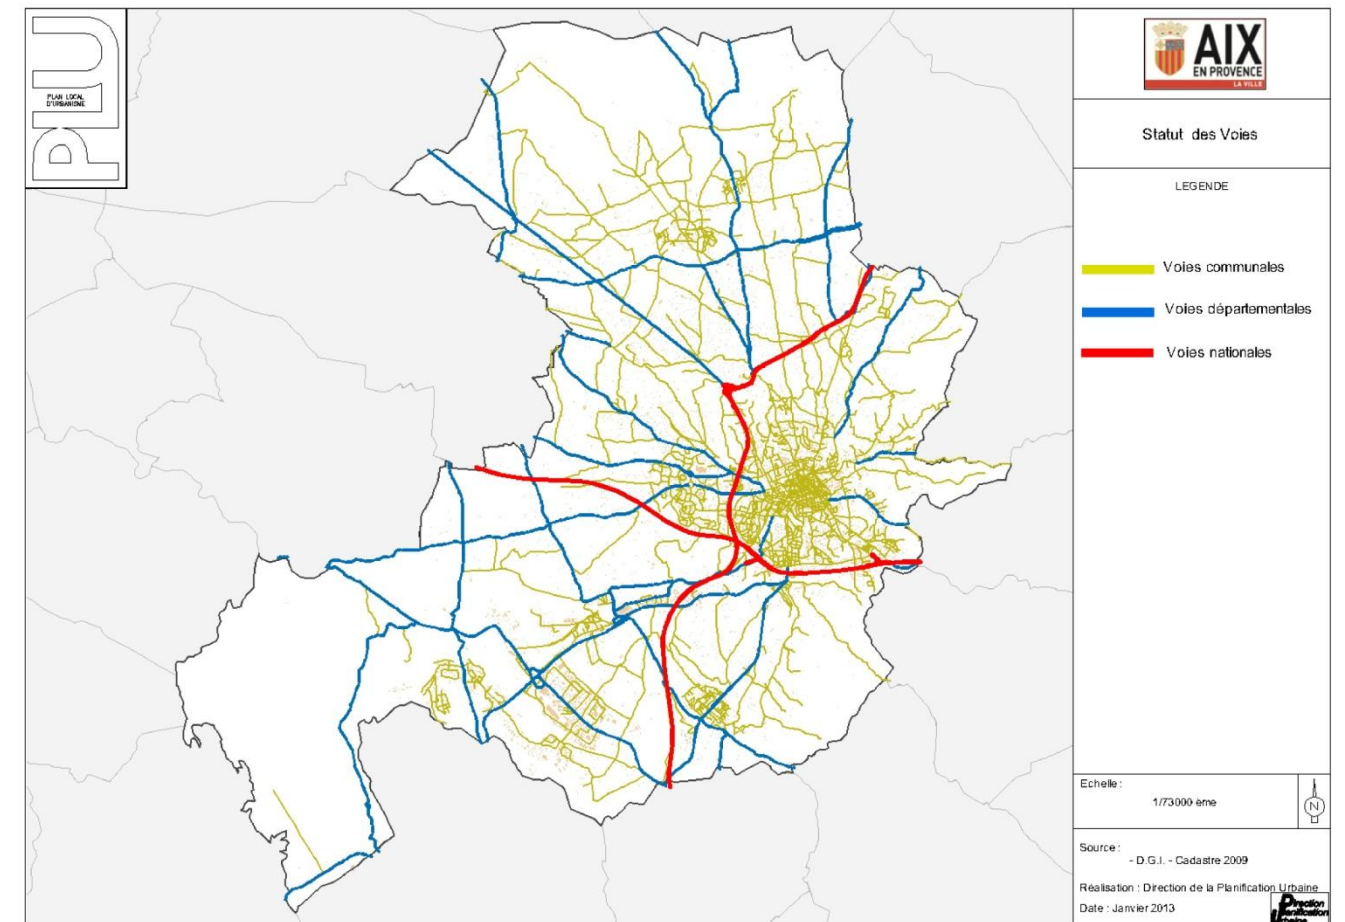 PLU
PLAN LOCAL
D'URBANISME
AIX
EN PROVENCE
LA VILLE
Statut des Voies
LEGENDE
Voies communales
Voies départementales
Voies nationales
Echelle :
1/73000 ème
N
Source :
- D.G.I. - Cadastre 2009
Réalisation : Direction de la Planification Urbaine
Date : Janvier 2013
Direction
Planification
Urbaine